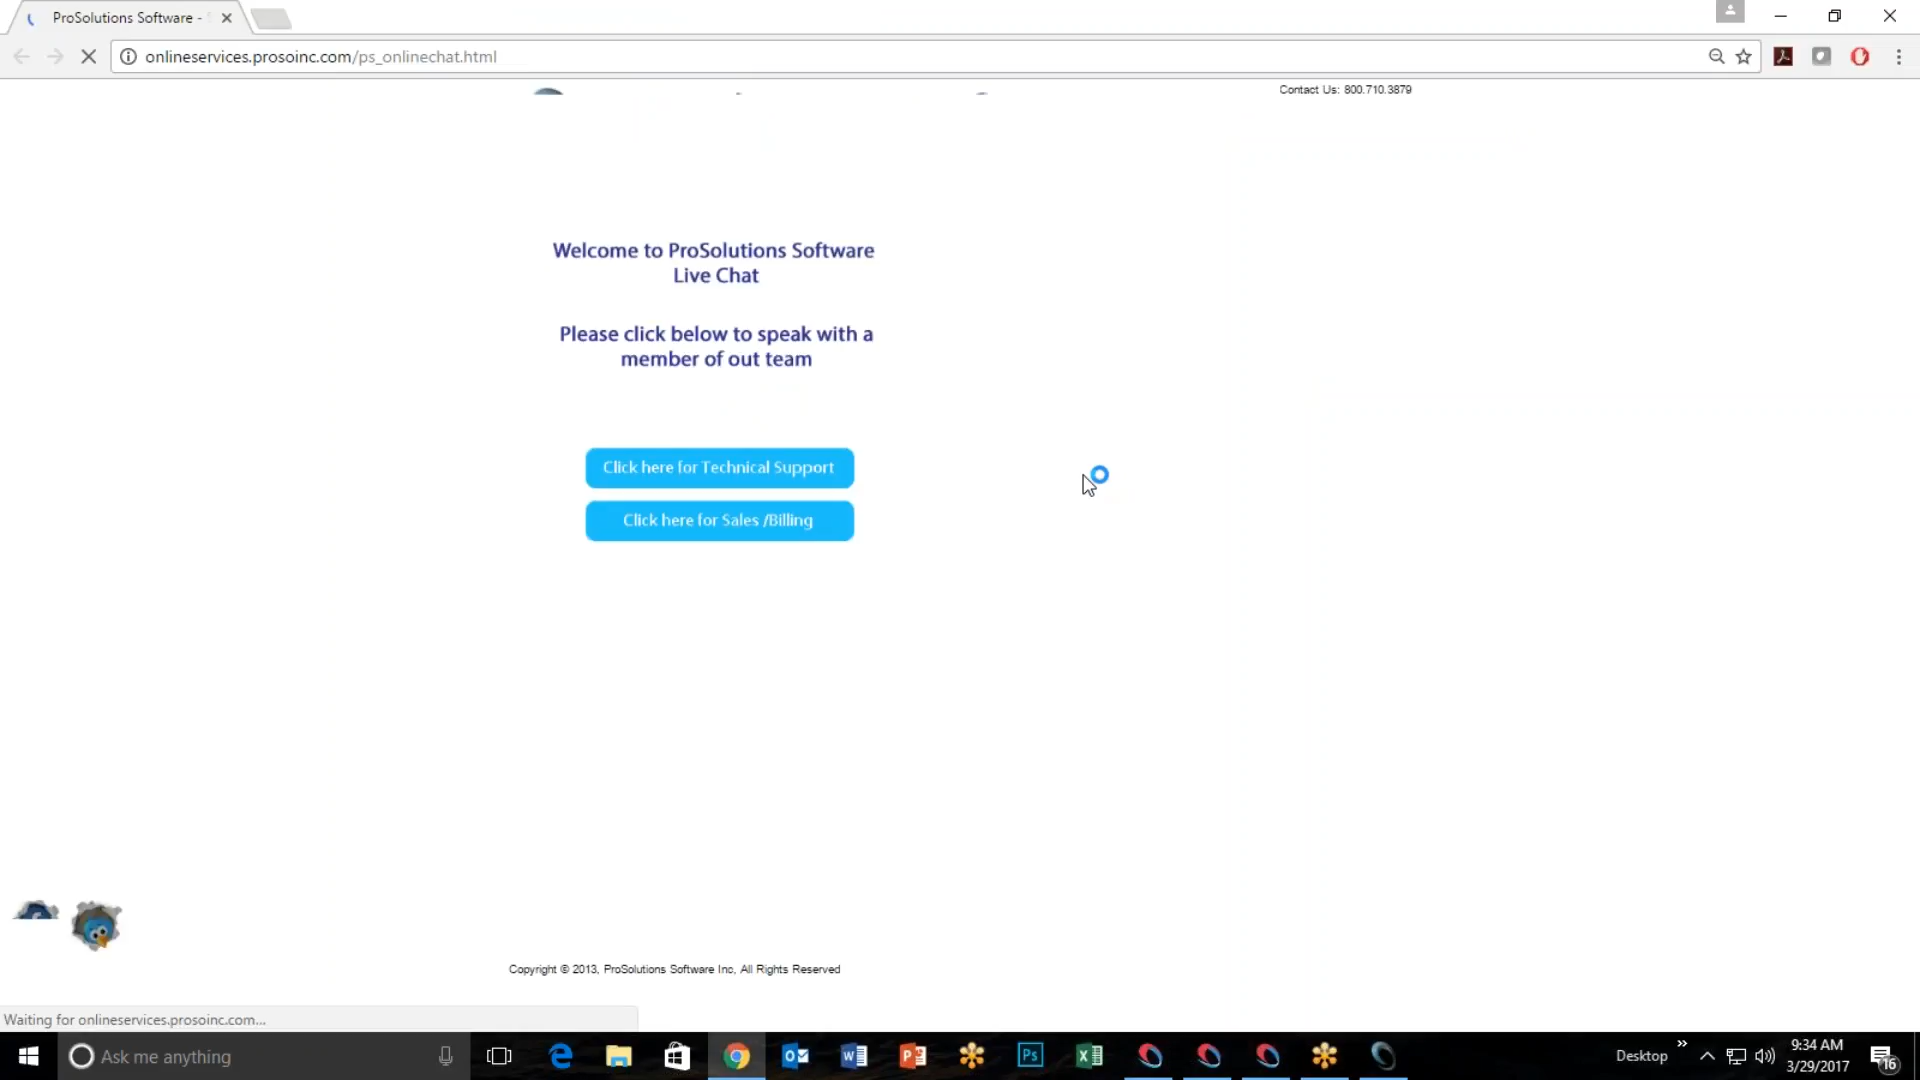 ProSolutions Software -
onlineservices.prosoinc.com/ps_onlinechat.html
Contact Us: 800.710.3879
Welcome to ProSolutions Software
Live Chat
Please click below to speak with a
member of out team
Click here for Technical Support
Click here for Sales /Billing
Copyright © 2013, ProSolutions Software Inc, All Rights Reserved
Waiting for onlineservices.prosoinc.com...
Ask me anything
Ps
Desktop
9:34 AM
3/29/2017
16